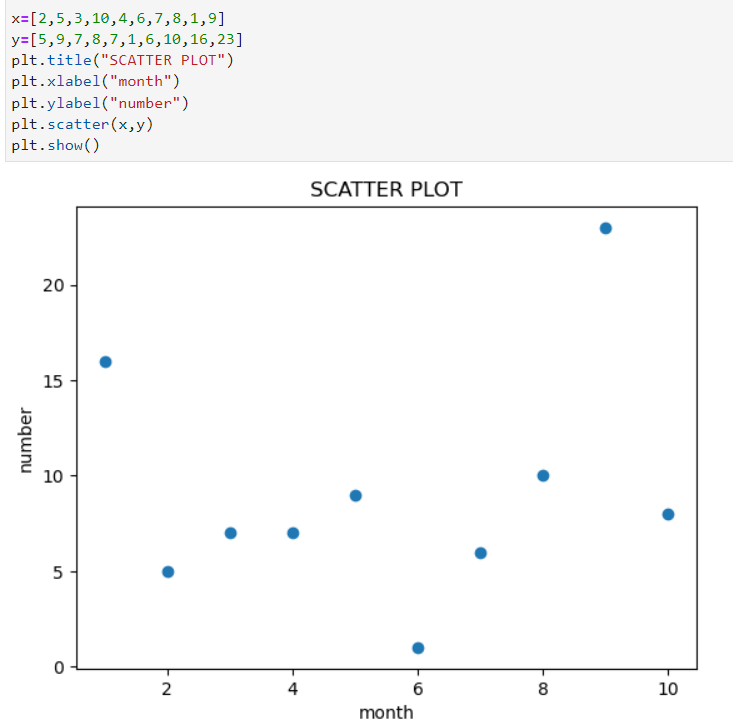 x=[2,5,3,10,4,6,7,8,1,9]
y=[5,9,7,8,7,1,6,10,16,23]
plt.title("SCATTER PLOT")
plt.xlabel("month")
plt.ylabel("number")
plt.scatter(x,y)
plt.show()
SCATTER PLOT
20
15
10
5
0
number
2 4 6 8 10
month